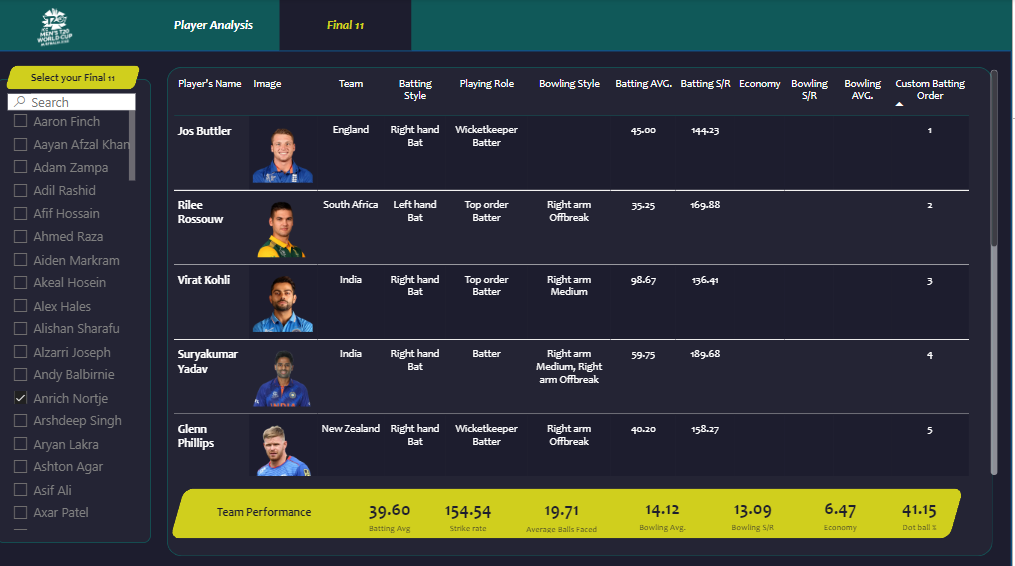 MEN'S T20
WORLD CUP
Player Analysis
Final 11
Select your Final 11
Search
Aaron Finch
Aayan Afzal Khan
Adam Zampa
Adil Rashid
Afif Hossain
Ahmed Raza
Aiden Markram
Akeal Hosein
Alex Hales
Alishan Sharafu
Alzarri Joseph
Andy Balbirnie
Anrich Nortje
Arshdeep Singh
Aryan Lakra
Ashton Agar
Asif Ali
Axar Patel
Player's Name Image Team Batting Style Playing Role Bowling Style Batting AVG. Batting S/R Economy Bowling S/R Bowling AVG. Custom Batting Order
Jos Buttler England Right hand Bat Wicketkeeper Batter 45.00 144.23 1
Rilee Rossouw South Africa Left hand Bat Top order Batter Right arm Offbreak 35.25 169.88 2
Virat Kohli India Right hand Bat Top order Batter Right arm Medium 98.67 136.41 3
Suryakumar Yadav India Right hand Bat Batter Right arm Medium, Right arm Offbreak 59.75 189.68 4
INDIA
Glenn Phillips New Zealand Right hand Bat Wicketkeeper Batter Right arm Offbreak 40.20 158.27 5
Team Performance
39.60 154.54 19.71 14.12 13.09 6.47 41.15
Batting Avg Strike rate Average Balls Faced Bowling Avg. Bowling S/R Economy Dot ball %